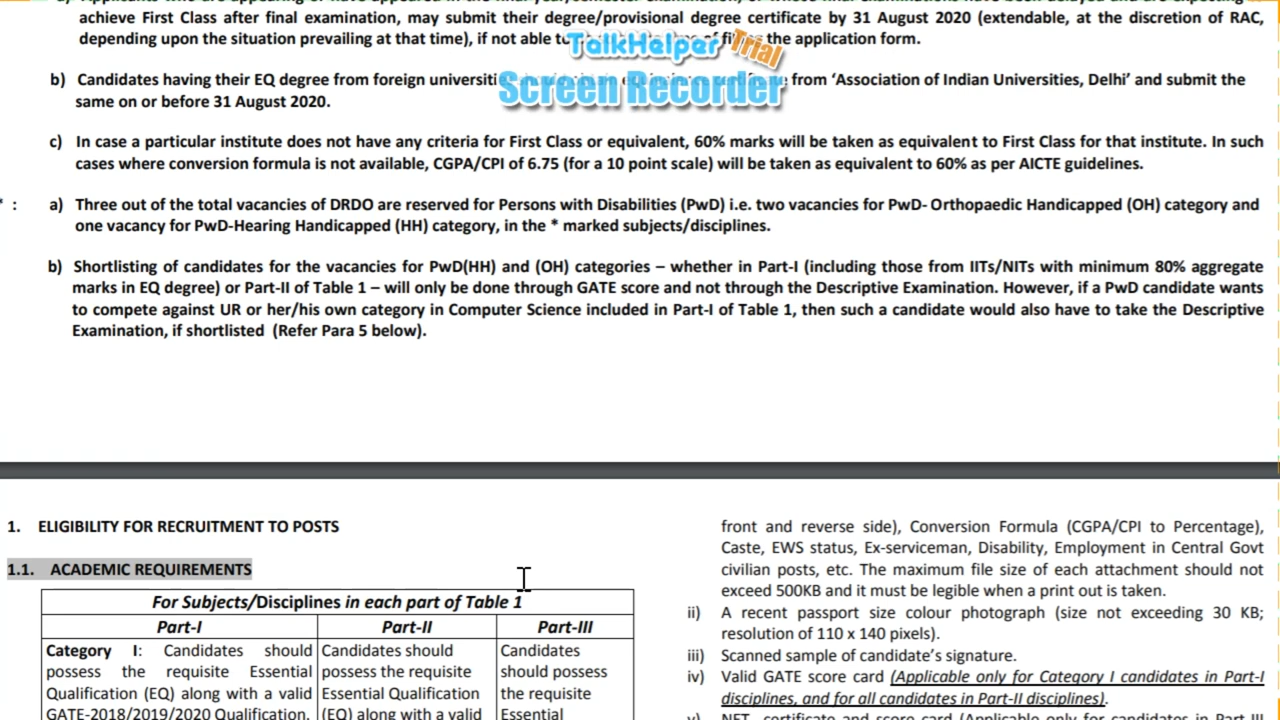 achieve First Class after final examination, may submit their degree/provisional degree certificate by 31 August 2020 (extendable, at the discretion of RAC,
depending upon the situation prevailing at that time), if not able to the application form.
TalkHelper Trial
Screen Recorder
b) Candidates having their EQ degree from foreign from 'Association of Indian Universities, Delhi' and submit the
same on or before 31 August 2020.
c) In case a particular institute does not have any criteria for First Class or equivalent, 60% marks will be taken as equivalent to First Class for that institute. In such
cases where conversion formula is not available, CGPA/CPI of 6.75 (for a 10 point scale) will be taken as equivalent to 60% as per AICTE guidelines.
* : a) Three out of the total vacancies of DRDO are reserved for Persons with Disabilities (PwD) i.e. two vacancies for PwD- Orthopaedic Handicapped (OH) category and
one vacancy for PwD-Hearing Handicapped (HH) category, in the * marked subjects/disciplines.
b) Shortlisting of candidates for the vacancies for PwD(HH) and (OH) categories – whether in Part-I (including those from IITs/NITs with minimum 80% aggregate
marks in EQ degree) or Part-II of Table 1 – will only be done through GATE score and not through the Descriptive Examination. However, if a PwD candidate wants
to compete against UR or her/his own category in Computer Science included in Part-I of Table 1, then such a candidate would also have to take the Descriptive
Examination, if shortlisted (Refer Para 5 below).
1. ELIGIBILITY FOR RECRUITMENT TO POSTS
1.1. ACADEMIC REQUIREMENTS
For Subjects/Disciplines in each part of Table 1
Part-I Part-II Part-III
Category I: Candidates should
possess the requisite Essential
Qualification (EQ) along with a valid
GATE-2018/2019/2020 Qualification.
Candidates should
possess the requisite
Essential Qualification
(EQ) along with a valid
Candidates
should possess
the requisite
Essential
front and reverse side), Conversion Formula (CGPA/CPI to Percentage),
Caste, EWS status, Ex-serviceman, Disability, Employment in Central Govt
civilian posts, etc. The maximum file size of each attachment should not
exceed 500KB and it must be legible when a print out is taken.
ii) A recent passport size colour photograph (size not exceeding 30 KB;
resolution of 110 x 140 pixels).
iii) Scanned sample of candidate's signature.
iv) Valid GATE score card (Applicable only for Category I candidates in Part-I
disciplines, and for all candidates in Part-II disciplines).
v) NET certificate and score card (Applicable only for candidates in Part-III